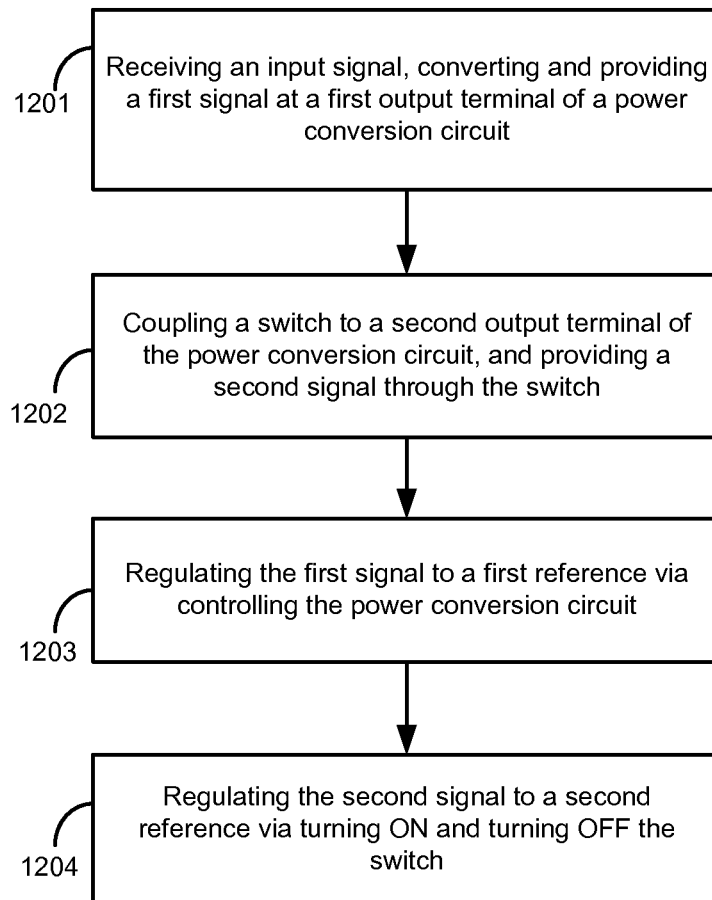 Receiving an input signal, converting and providing
a first signal at a first output terminal of a power
conversion circuit
1201
Coupling a switch to a second output terminal of
the power conversion circuit, and providing a
second signal through the switch
1202
Regulating the first signal to a first reference via
controlling the power conversion circuit
1203
Regulating the second signal to a second
reference via turning ON and turning OFF the
switch
1204